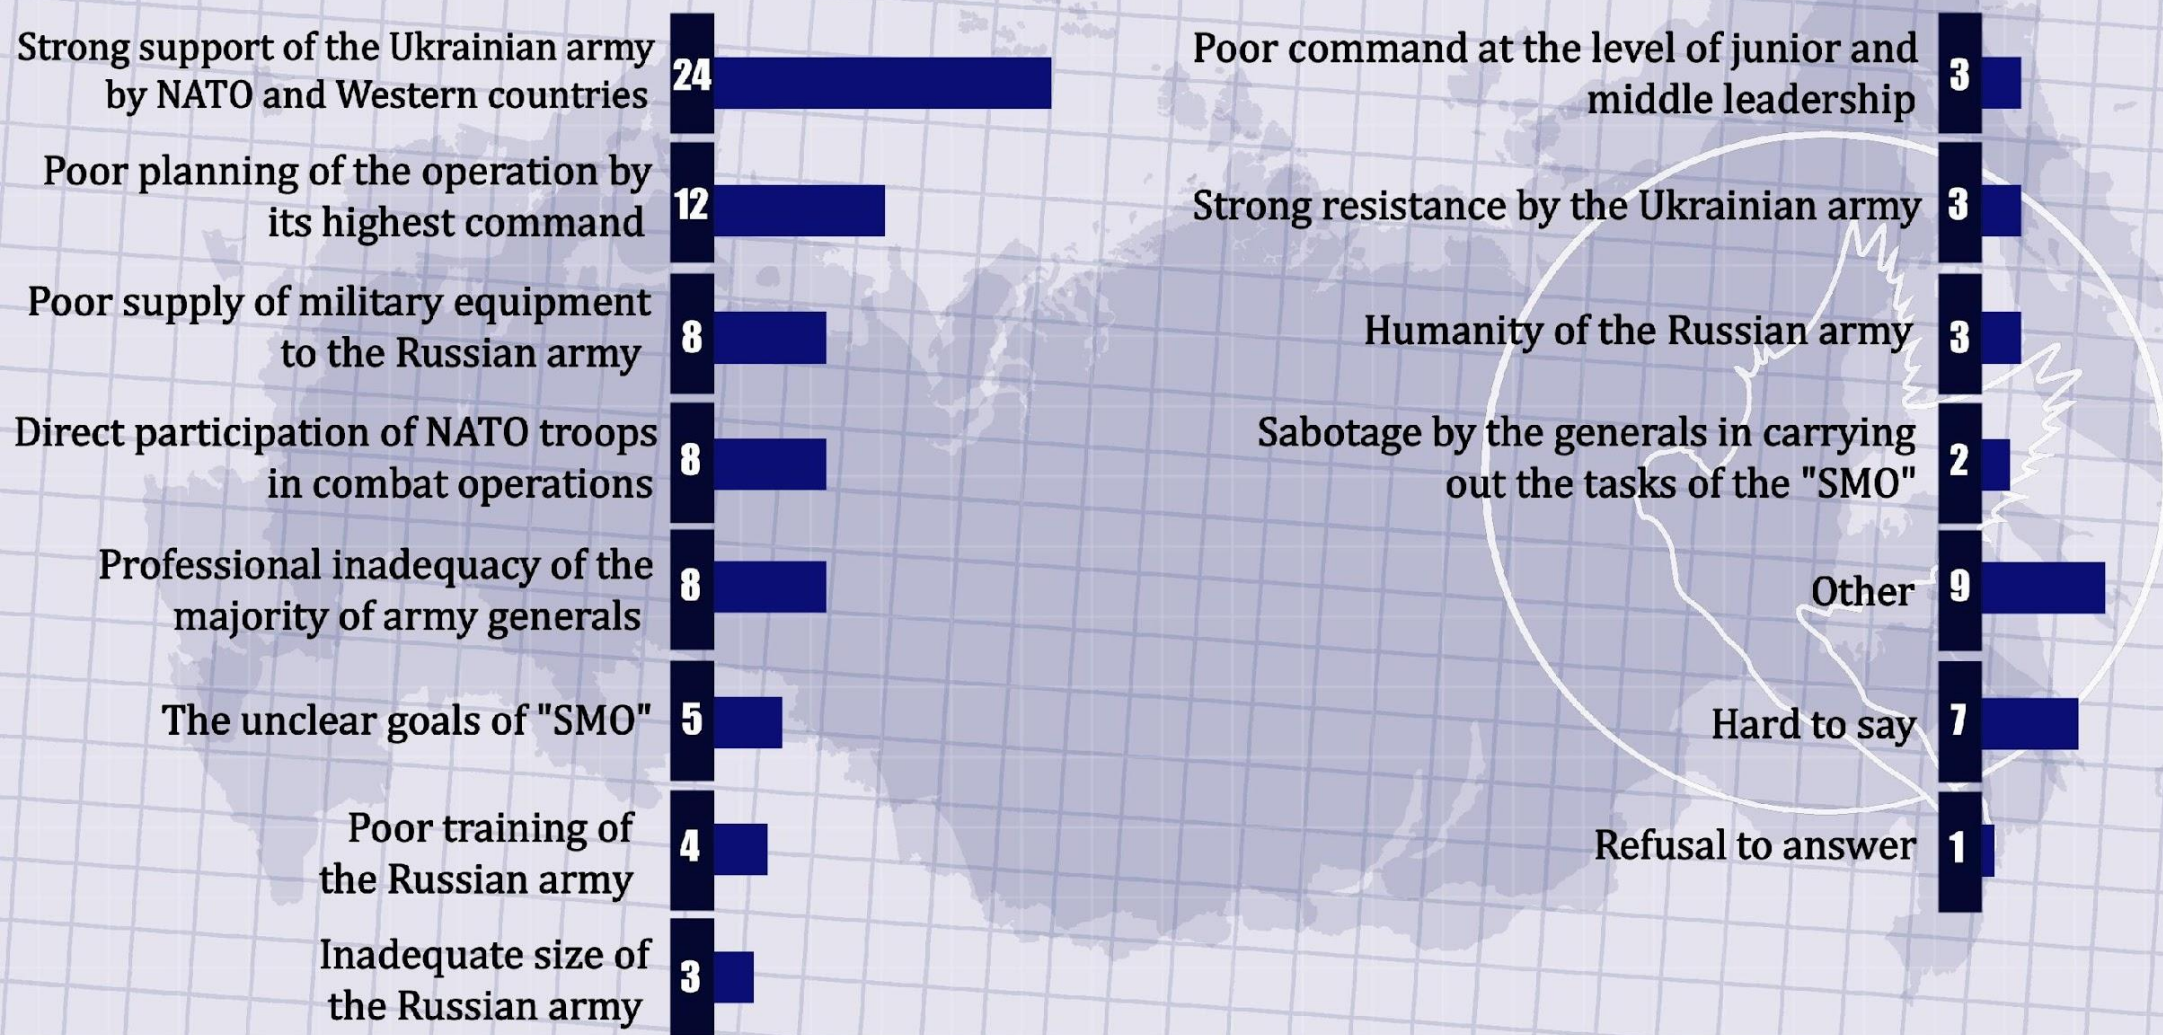 Strong support of the Ukrainian army
by NATO and Western countries
24
Poor planning of the operation by
its highest command
12
Poor supply of military equipment
to the Russian army
8
Direct participation of NATO troops
in combat operations
8
Professional inadequacy of the
majority of army generals
8
The unclear goals of "SMO"
5
Poor training of
the Russian army
4
Inadequate size of
the Russian army
3
Poor command at the level of junior and
middle leadership
3
Strong resistance by the Ukrainian army
3
Humanity of the Russian army
3
Sabotage by the generals in carrying
out the tasks of the "SMO"
2
Other
9
Hard to say
7
Refusal to answer
1